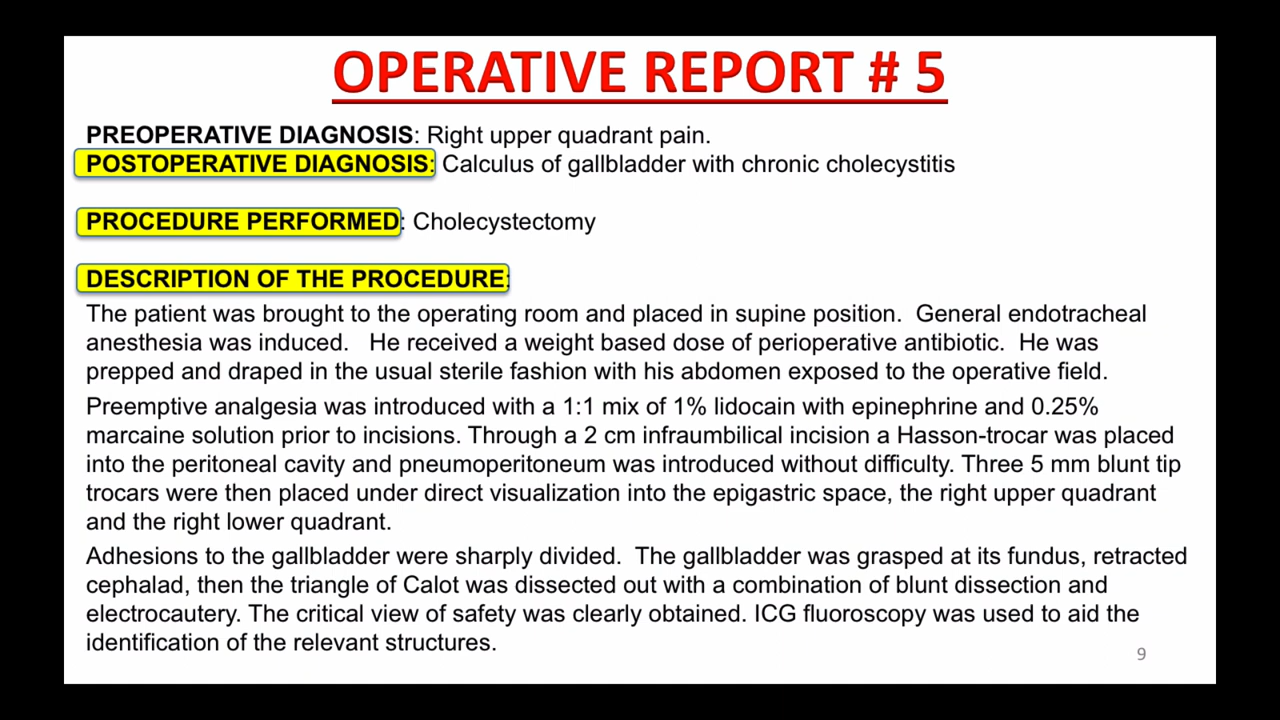 OPERATIVE REPORT # 5
PREOPERATIVE DIAGNOSIS: Right upper quadrant pain.
POSTOPERATIVE DIAGNOSIS: Calculus of gallbladder with chronic cholecystitis
PROCEDURE PERFORMED: Cholecystectomy
DESCRIPTION OF THE PROCEDURE:
The patient was brought to the operating room and placed in supine position.  General endotracheal
anesthesia was induced.   He received a weight based dose of perioperative antibiotic.  He was
prepped and draped in the usual sterile fashion with his abdomen exposed to the operative field.
Preemptive analgesia was introduced with a 1:1 mix of 1% lidocain with epinephrine and 0.25%
marcaine solution prior to incisions. Through a 2 cm infraumbilical incision a Hasson-trocar was placed
into the peritoneal cavity and pneumoperitoneum was introduced without difficulty. Three 5 mm blunt tip
trocars were then placed under direct visualization into the epigastric space, the right upper quadrant
and the right lower quadrant.
Adhesions to the gallbladder were sharply divided.  The gallbladder was grasped at its fundus, retracted
cephalad, then the triangle of Calot was dissected out with a combination of blunt dissection and
electrocautery. The critical view of safety was clearly obtained. ICG fluoroscopy was used to aid the
identification of the relevant structures.
9